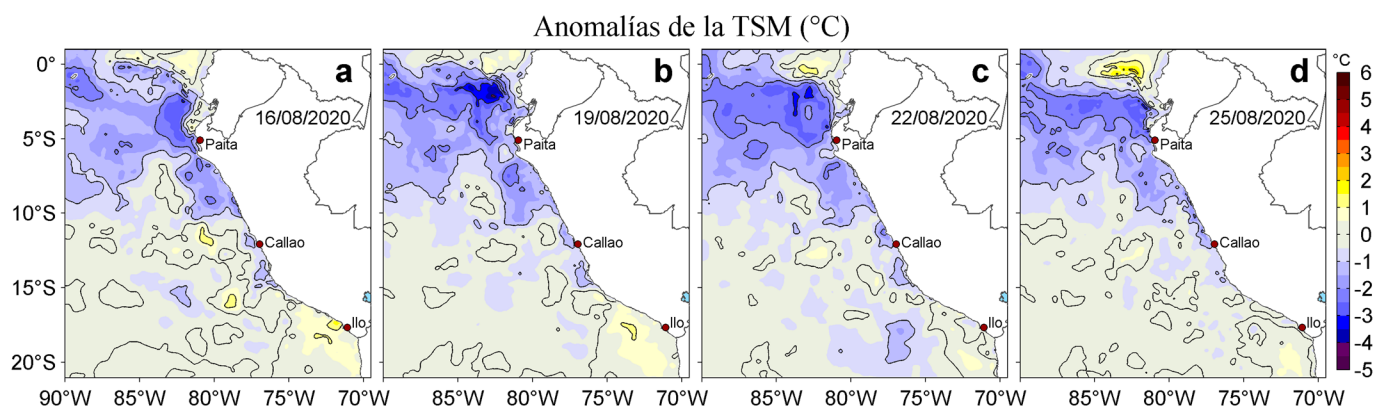 Anomalías de la TSM (°C)
0°
5°S
10°S
15°S
20°S
a
16/08/2020
Paita
Callao
Ilo
b
19/08/2020
Paita
Callao
Ilo
c
22/08/2020
Paita
Callao
Ilo
d
25/08/2020
Paita
Callao
Ilo
°C
6
5
4
3
2
1
0
-1
-2
-3
-4
-5
90°W 85°W 80°W 75°W 70°W 85°W 80°W 75°W 70°W 85°W 80°W 75°W 70°W 85°W 80°W 75°W 70°W